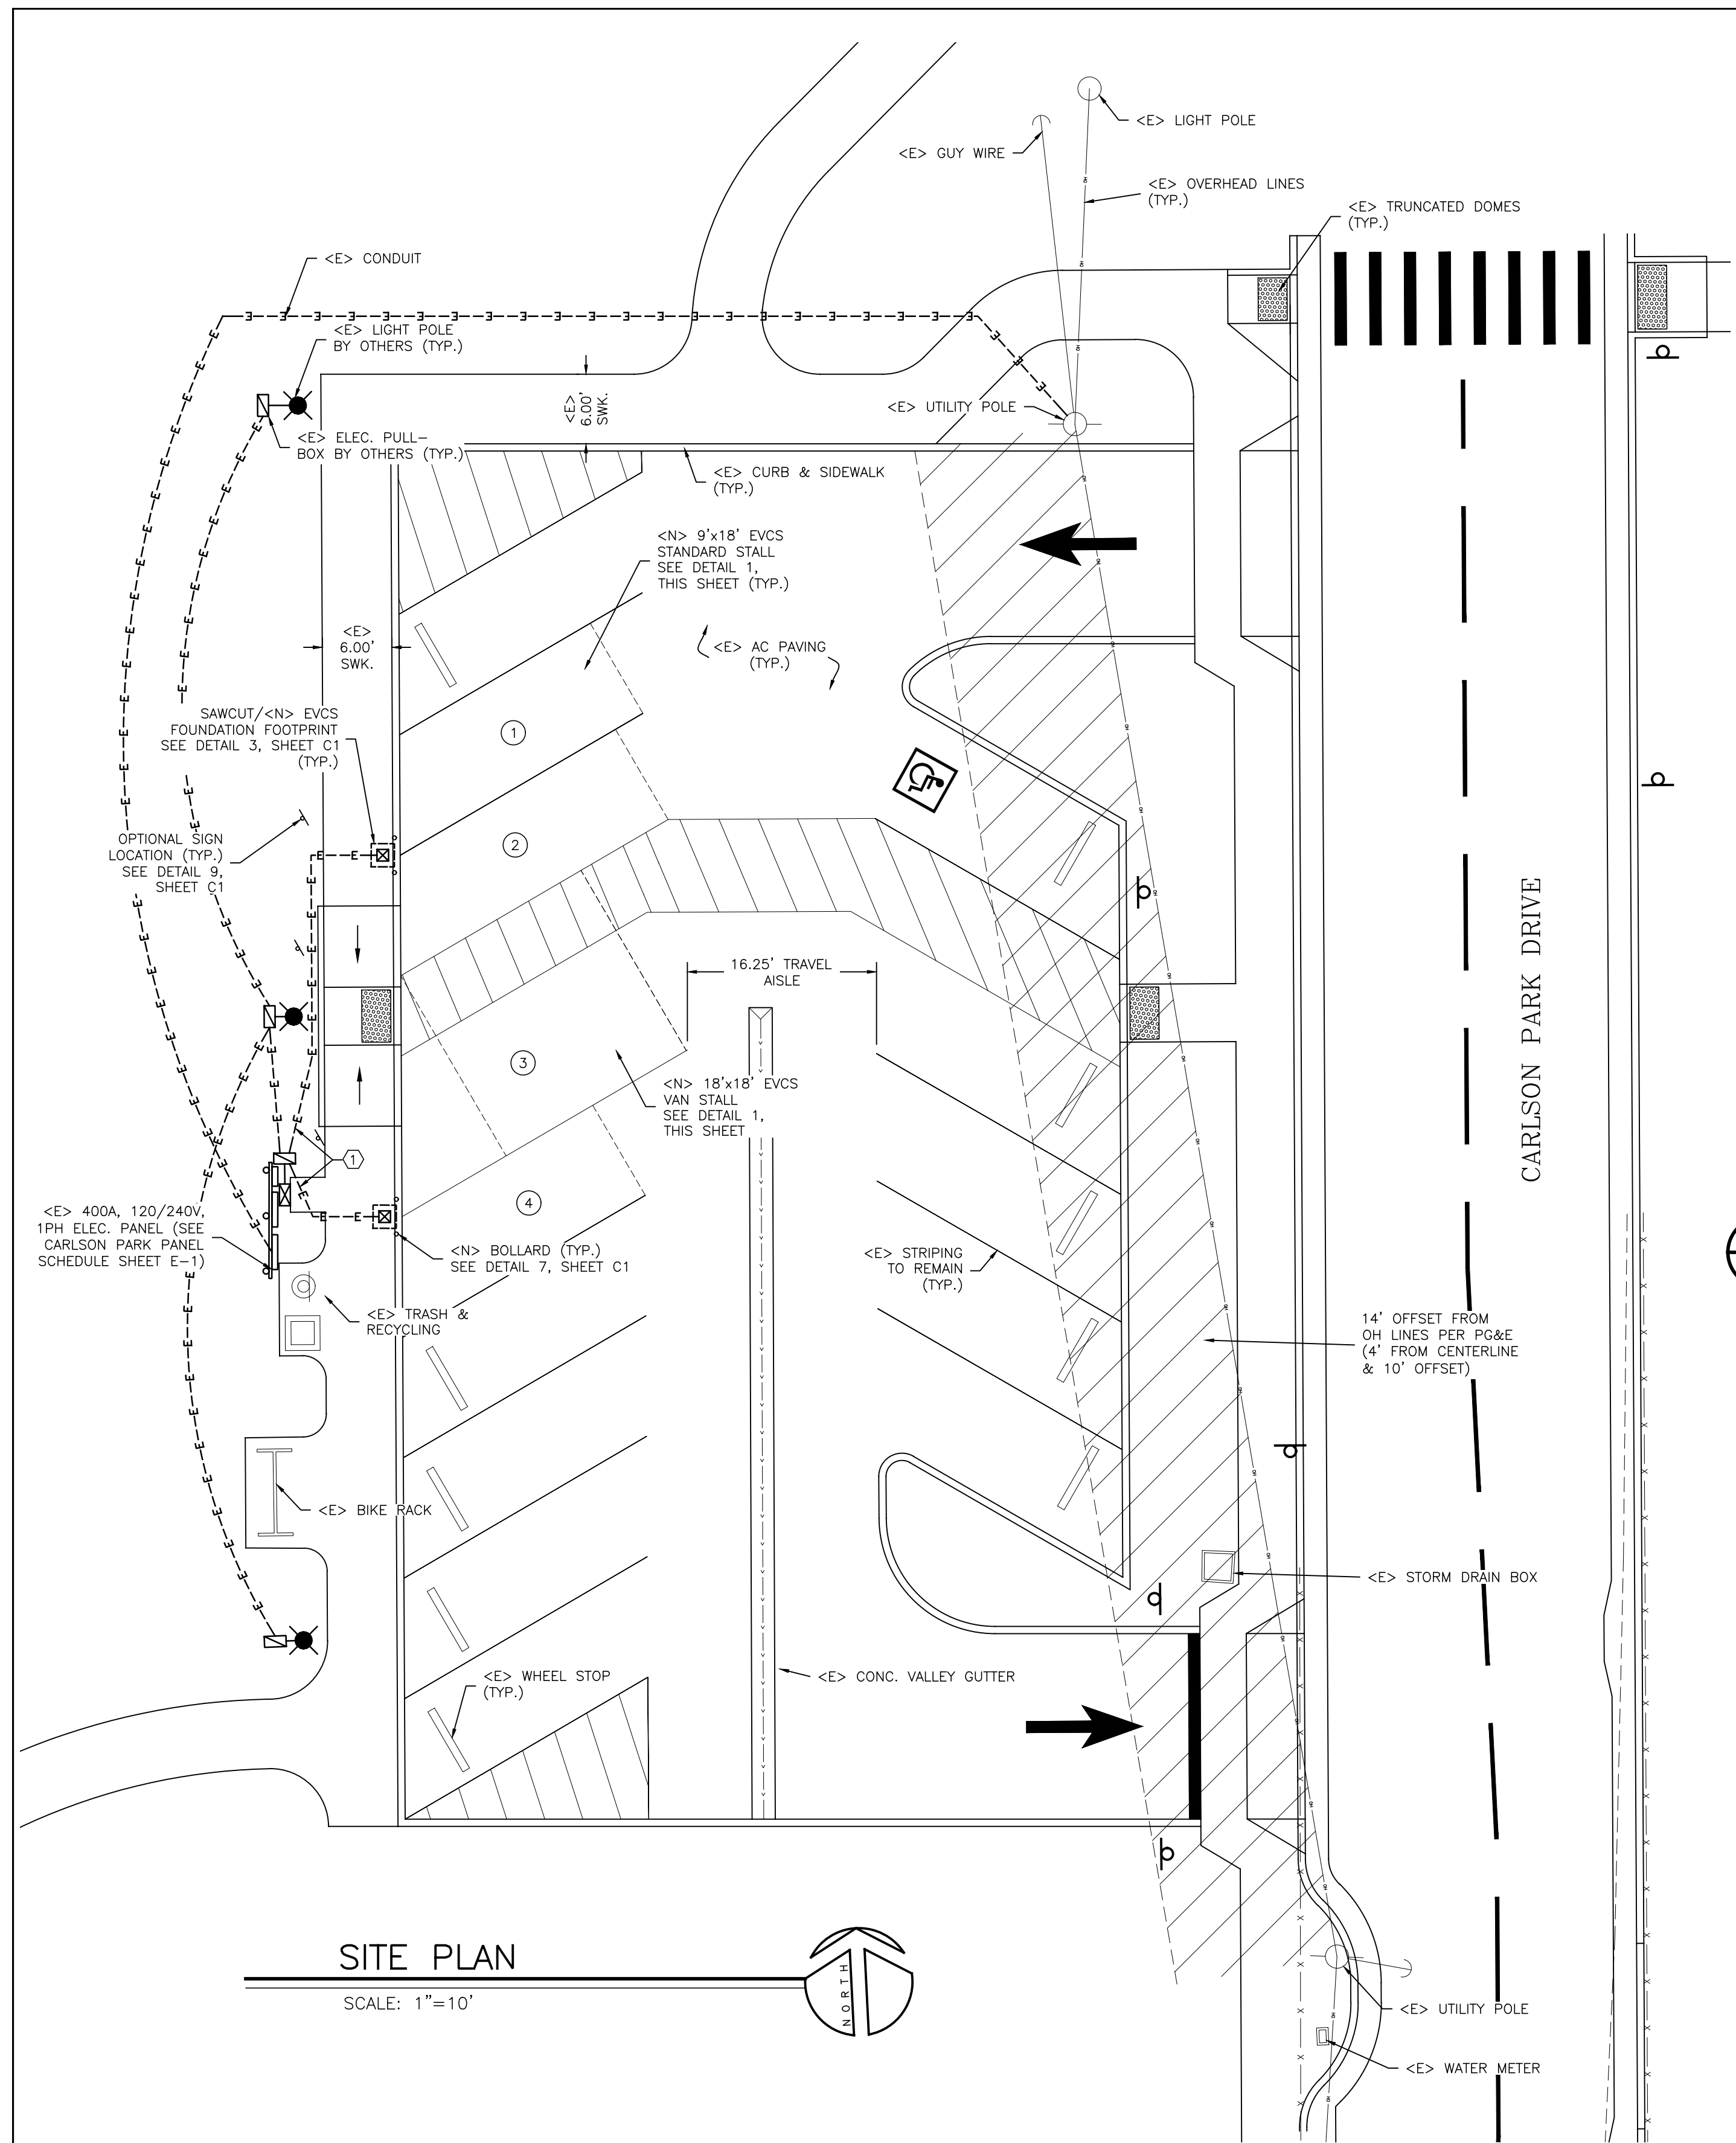 <E> LIGHT POLE
<E> GUY WIRE
<E> OVERHEAD LINES
(TYP.)
<E> TRUNCATED DOMES
(TYP.)
<E> CONDUIT
<E> LIGHT POLE
BY OTHERS (TYP.)
<E>
6.00'
SWK.
<E> UTILITY POLE
<E> ELEC. PULL-
BOX BY OTHERS (TYP.)
<E> CURB & SIDEWALK
(TYP.)
<N> 9'x18' EVCS
STANDARD STALL
SEE DETAIL 1,
THIS SHEET (TYP.)
<E>
6.00'
SWK.
<E> AC PAVING
(TYP.)
SAWCUT/<N> EVCS
FOUNDATION FOOTPRINT
SEE DETAIL 3, SHEET C1
(TYP.)
1
OPTIONAL SIGN
LOCATION (TYP.)
SEE DETAIL 9,
SHEET C1
2
CARLSON PARK DRIVE
16.25' TRAVEL
AISLE
3
<N> 18'x18' EVCS
VAN STALL
SEE DETAIL 1,
THIS SHEET
1
4
<E> 400A, 120/240V,
1PH ELEC. PANEL (SEE
CARLSON PARK PANEL
SCHEDULE SHEET E-1)
<N> BOLLARD (TYP.)
SEE DETAIL 7, SHEET C1
<E> STRIPING
TO REMAIN
(TYP.)
<E> TRASH &
RECYCLING
14' OFFSET FROM
OH LINES PER PG&E
(4' FROM CENTERLINE
& 10' OFFSET)
<E> BIKE RACK
<E> STORM DRAIN BOX
<E> WHEEL STOP
(TYP.)
<E> CONC. VALLEY GUTTER
SITE PLAN
SCALE: 1"=10'
NORTH
<E> UTILITY POLE
<E> WATER METER